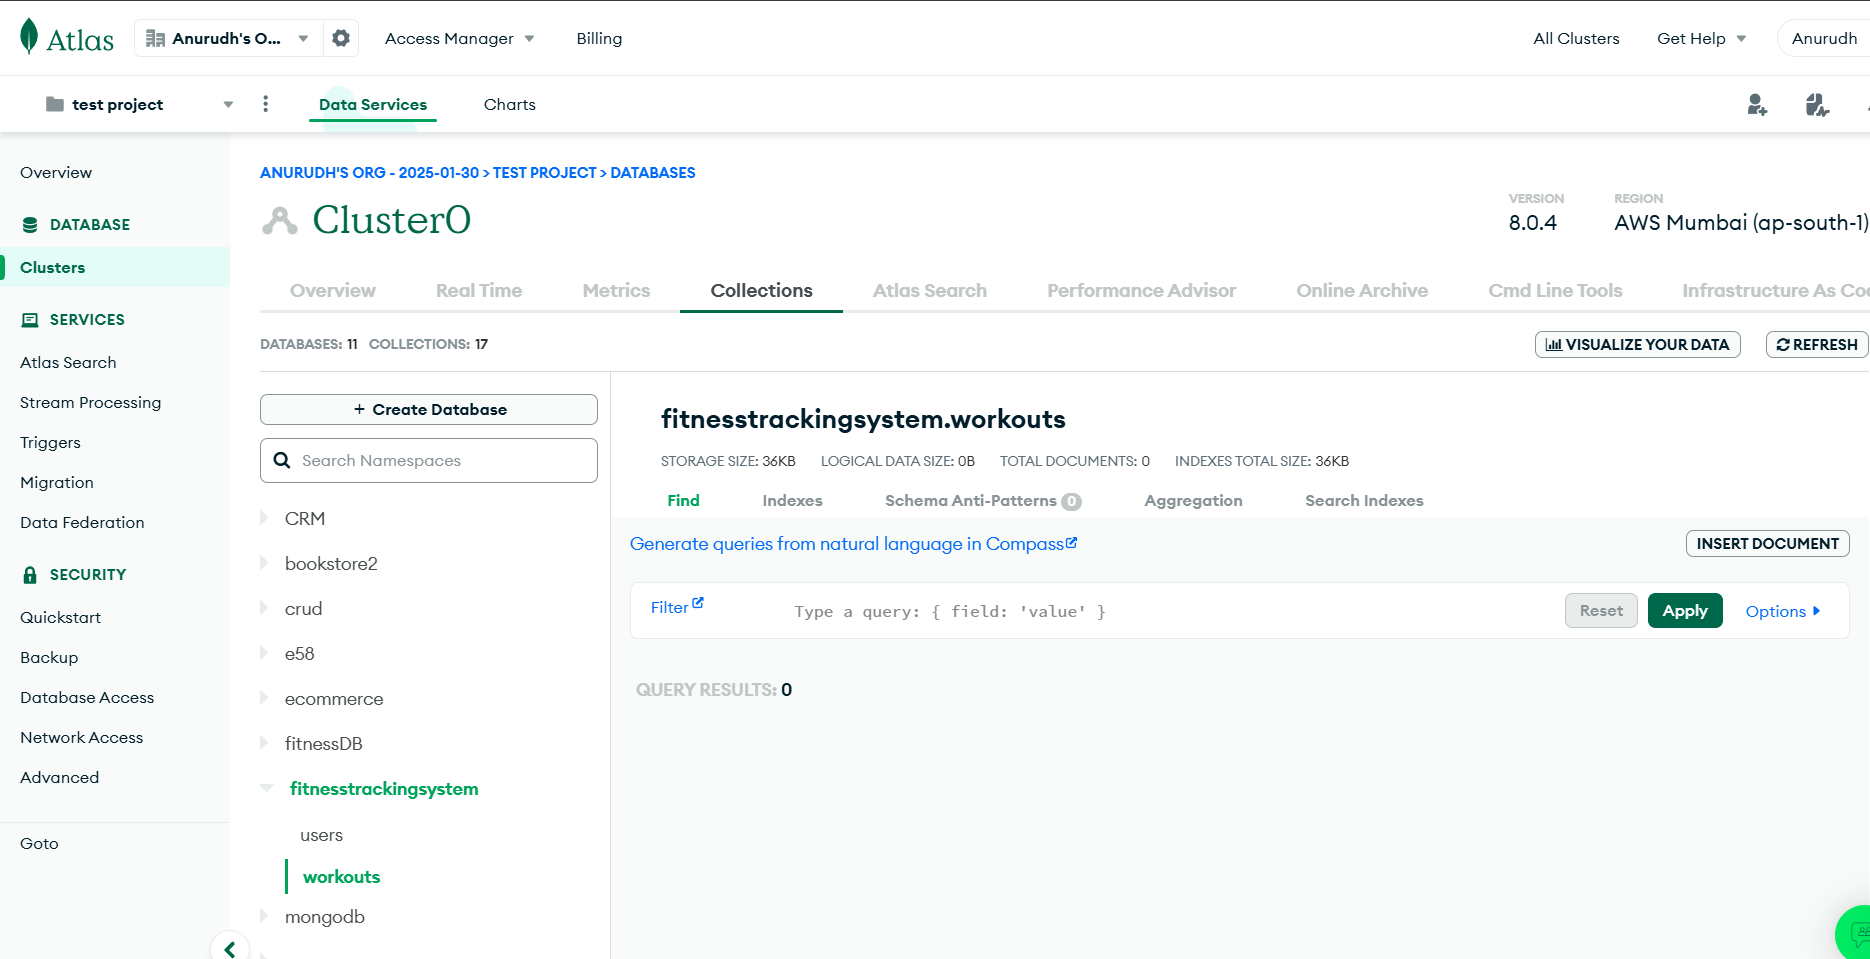 Atlas
Anurudh's O...
Access Manager
Billing
All Clusters
Get Help
Anurudh
test project
Data Services
Charts
Overview
DATABASE
Clusters
SERVICES
Atlas Search
Stream Processing
Triggers
Migration
Data Federation
SECURITY
Quickstart
Backup
Database Access
Network Access
Advanced
Goto
ANURUDH'S ORG - 2025-01-30 > TEST PROJECT > DATABASES
Cluster0
VERSION
8.0.4
REGION
AWS Mumbai (ap-south-1)
Overview
Real Time
Metrics
Collections
Atlas Search
Performance Advisor
Online Archive
Cmd Line Tools
Infrastructure As Coc
DATABASES: 11 COLLECTIONS: 17
VISUALIZE YOUR DATA
REFRESH
+ Create Database
Search Namespaces
CRM
bookstore2
crud
e58
ecommerce
fitnessDB
fitnesstrackingsystem
users
workouts
mongodb
fitnesstrackingsystem.workouts
STORAGE SIZE: 36KB LOGICAL DATA SIZE: 0B TOTAL DOCUMENTS: 0 INDEXES TOTAL SIZE: 36KB
Find
Indexes
Schema Anti-Patterns 0
Aggregation
Search Indexes
Generate queries from natural language in Compass
INSERT DOCUMENT
Filter
Type a query: { field: 'value' }
Reset
Apply
Options
QUERY RESULTS: 0